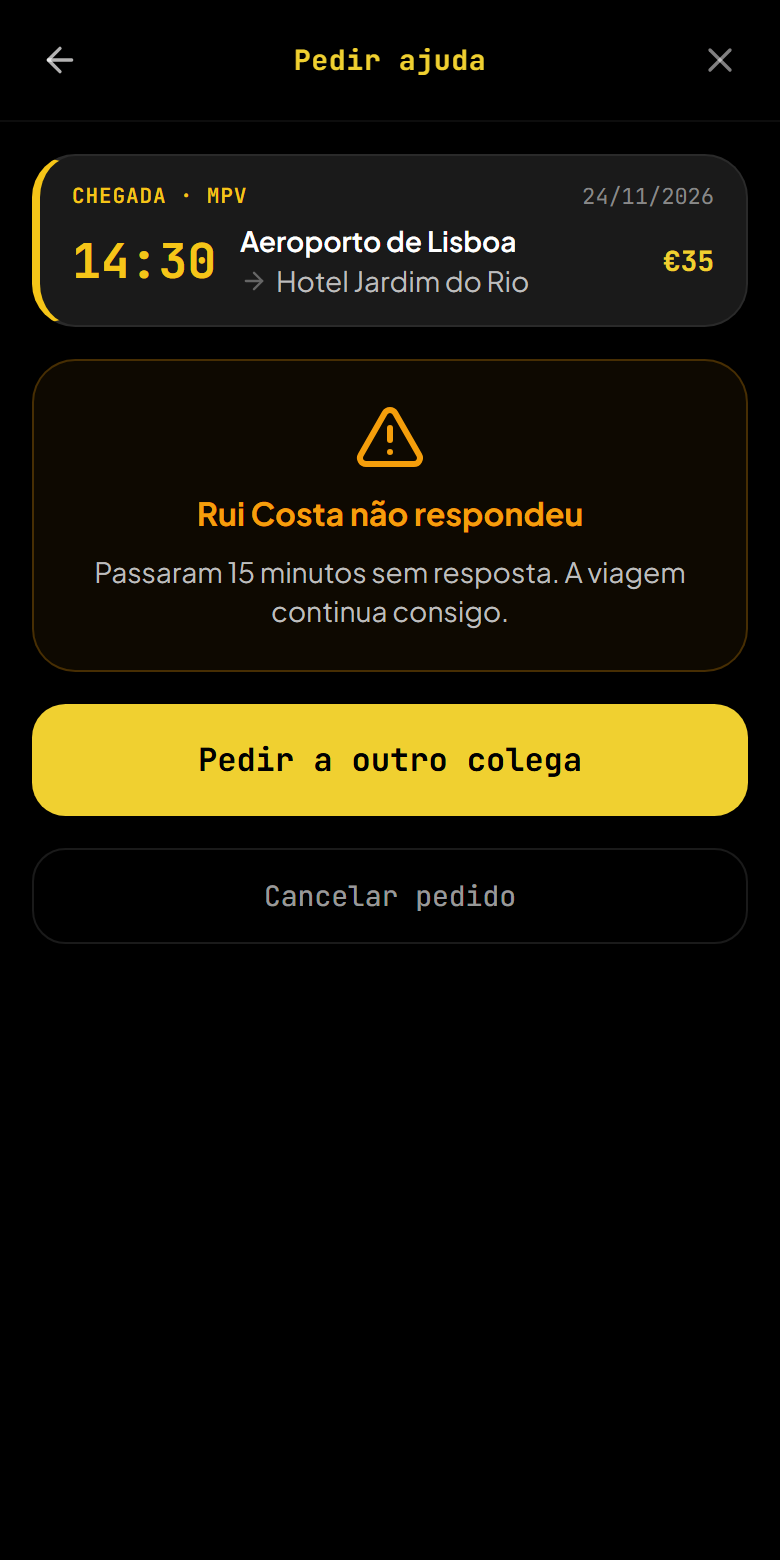 Pedir ajuda
CHEGADA · MPV
24/11/2026
14:30
Aeroporto de Lisboa
→ Hotel Jardim do Rio
€35
Rui Costa não respondeu
Passaram 15 minutos sem resposta. A viagem
continua consigo.
Pedir a outro colega
Cancelar pedido